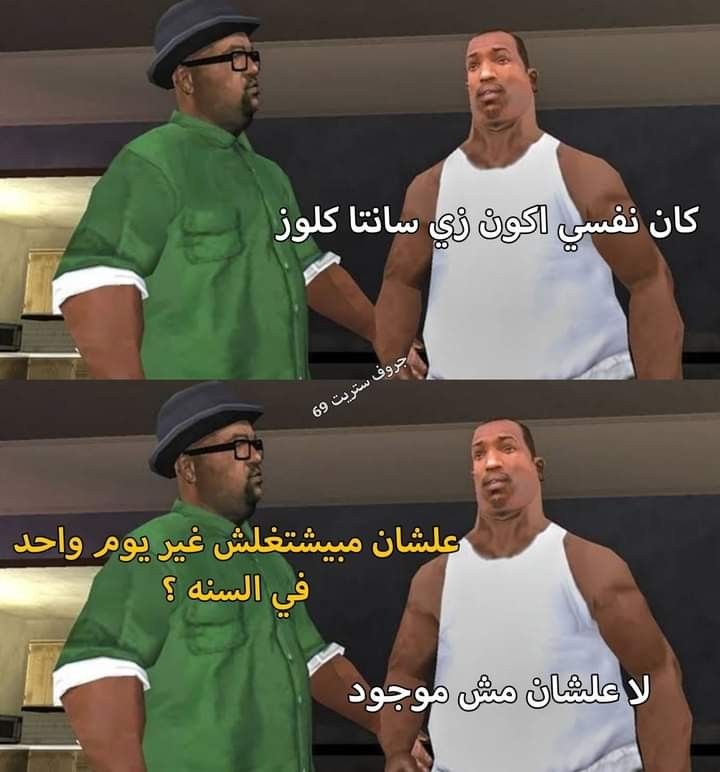 كان نفسي اكون زي سانتا كلوز
جروف ستريت 69
علشان مبيشتغلش غير يوم واحد
في السنه ؟
لا علشان مش موجود